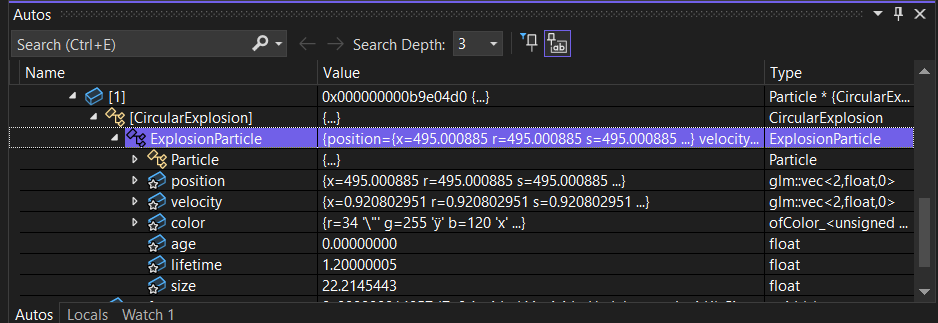 Autos
Search (Ctrl+E) Search Depth: 3
Name Value Type
[1] 0x000000000b9e04d0 {...} Particle * {CircularEx...
[CircularExplosion] {...} CircularExplosion
ExplosionParticle {position={x=495.000885 r=495.000885 s=495.000885 ...} velocity... ExplosionParticle
Particle {...} Particle
position {x=495.000885 r=495.000885 s=495.000885 ...} glm::vec<2,float,0>
velocity {x=0.920802951 r=0.920802951 s=0.920802951 ...} glm::vec<2,float,0>
color {r=34 '\"' g=255 'ÿ' b=120 'x' ...} ofColor_<unsigned ...
age 0.00000000 float
lifetime 1.20000005 float
size 22.2145443 float
Autos Locals Watch 1